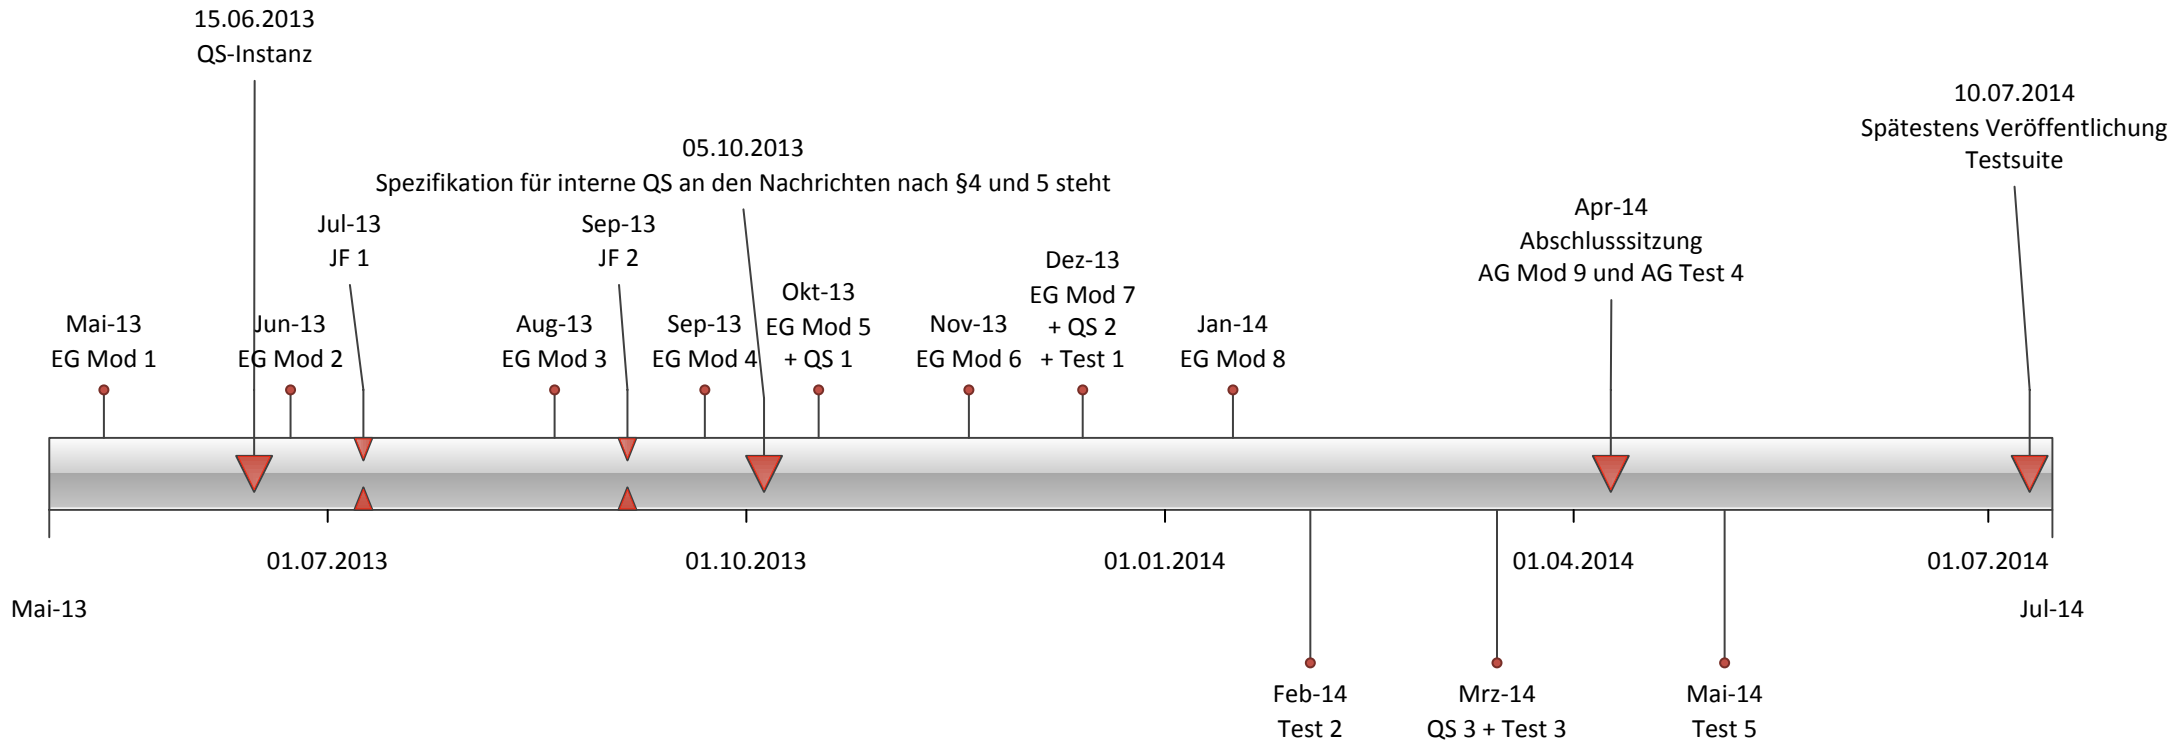 15.06.2013
QS-Instanz
10.07.2014
Spätestens Veröffentlichung
Testsuite
05.10.2013
Spezifikation für interne QS an den Nachrichten nach §4 und 5 steht
Jul-13
JF 1
Sep-13
JF 2
Apr-14
Abschlusssitzung
AG Mod 9 und AG Test 4
Mai-13
EG Mod 1
Jun-13
EG Mod 2
Aug-13
EG Mod 3
Sep-13
EG Mod 4
Okt-13
EG Mod 5
+ QS 1
Nov-13
EG Mod 6
Dez-13
EG Mod 7
+ QS 2
+ Test 1
Jan-14
EG Mod 8
01.07.2013
01.10.2013
01.01.2014
01.04.2014
01.07.2014
Mai-13
Jul-14
Feb-14
Test 2
Mrz-14
QS 3 + Test 3
Mai-14
Test 5